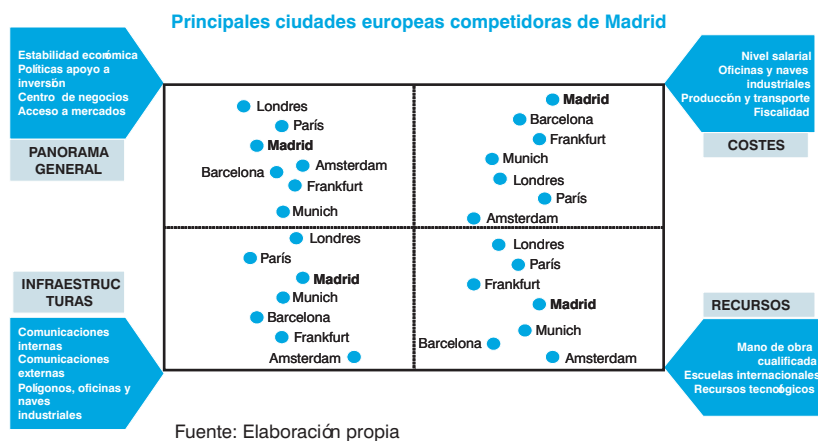 Principales ciudades europeas competidoras de Madrid
Estabilidad económica
Políticas apoyo a
inversión
Centro de negocios
Acceso a mercados
PANORAMA
GENERAL
Londres
París
Madrid
Amsterdam
Barcelona
Frankfurt
Munich
Madrid
Barcelona
Frankfurt
Munich
Londres
París
Amsterdam
Nivel salarial
Oficinas y naves
industriales
Producción y transporte
Fiscalidad
COSTES
INFRAESTRUC
TURAS
Comunicaciones
internas
Comunicaciones
externas
Polígonos, oficinas y
naves
industriales
Londres
París
Madrid
Munich
Barcelona
Frankfurt
Amsterdam
Londres
París
Frankfurt
Madrid
Munich
Barcelona
Amsterdam
RECURSOS
Mano de obra
cualificada
Escuelas internacionales
Recursos tecnológicos
Fuente: Elaboración propia